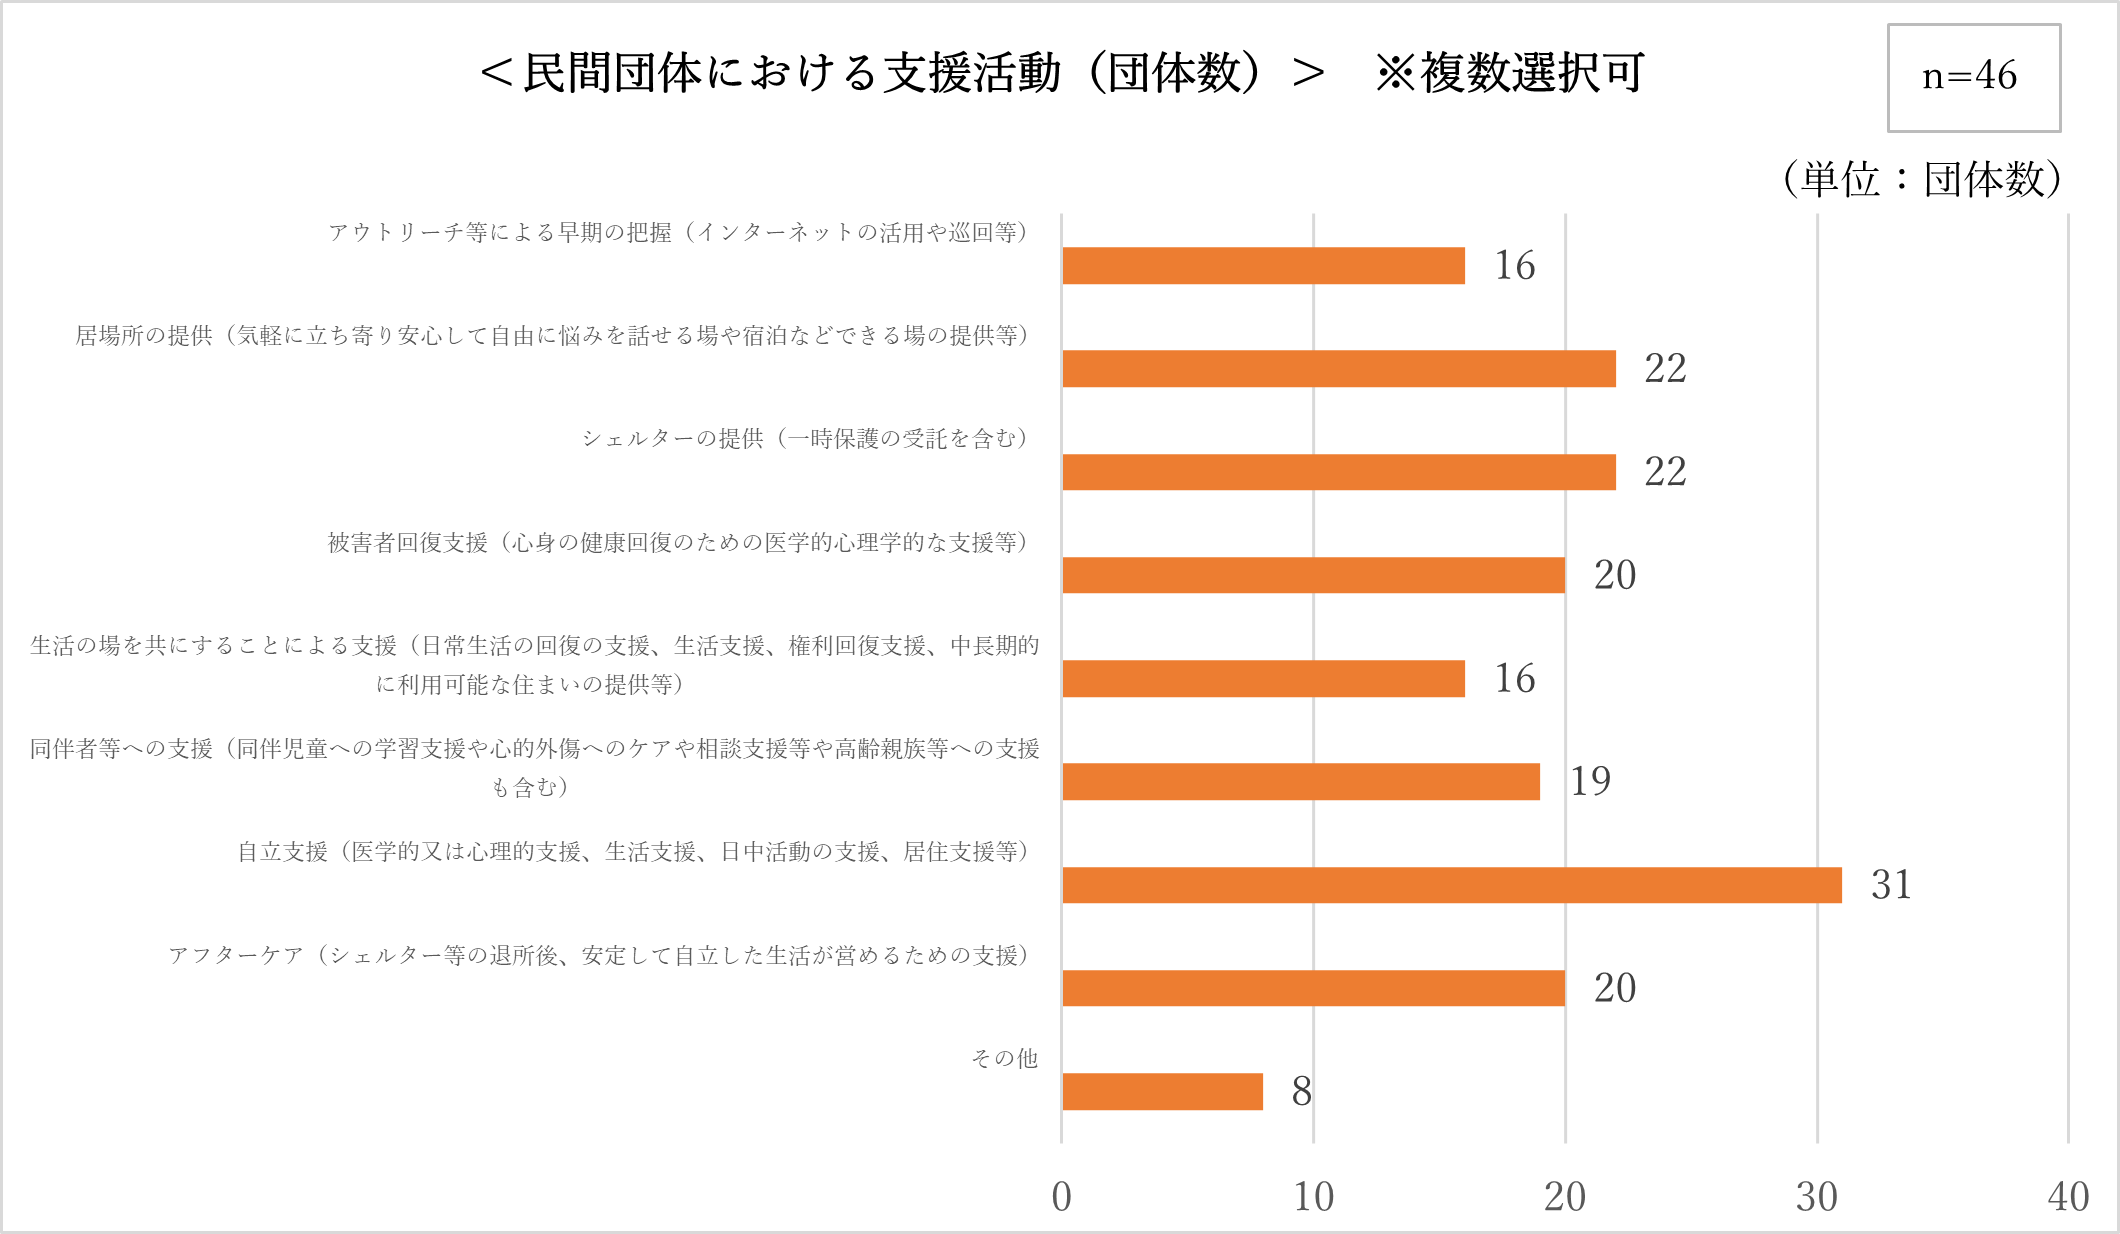 ＜民間団体における支援活動（団体数）＞　※複数選択可
n=46
（単位：団体数）
アウトリーチ等による早期の把握（インターネットの活用や巡回等）
16
居場所の提供（気軽に立ち寄り安心して自由に悩みを話せる場や宿泊などできる場の提供等）
22
シェルターの提供（一時保護の受託を含む）
22
被害者回復支援（心身の健康回復のための医学的心理学的な支援等）
20
生活の場を共にすることによる支援（日常生活の回復の支援、生活支援、権利回復支援、中長期的
に利用可能な住まいの提供等）
16
同伴者等への支援（同伴児童への学習支援や心的外傷へのケアや相談支援等や高齢親族等への支援
も含む）
19
自立支援（医学的又は心理的支援、生活支援、日中活動の支援、居住支援等）
31
アフターケア（シェルター等の退所後、安定して自立した生活が営めるための支援）
20
その他
8
0 10 20 30 40